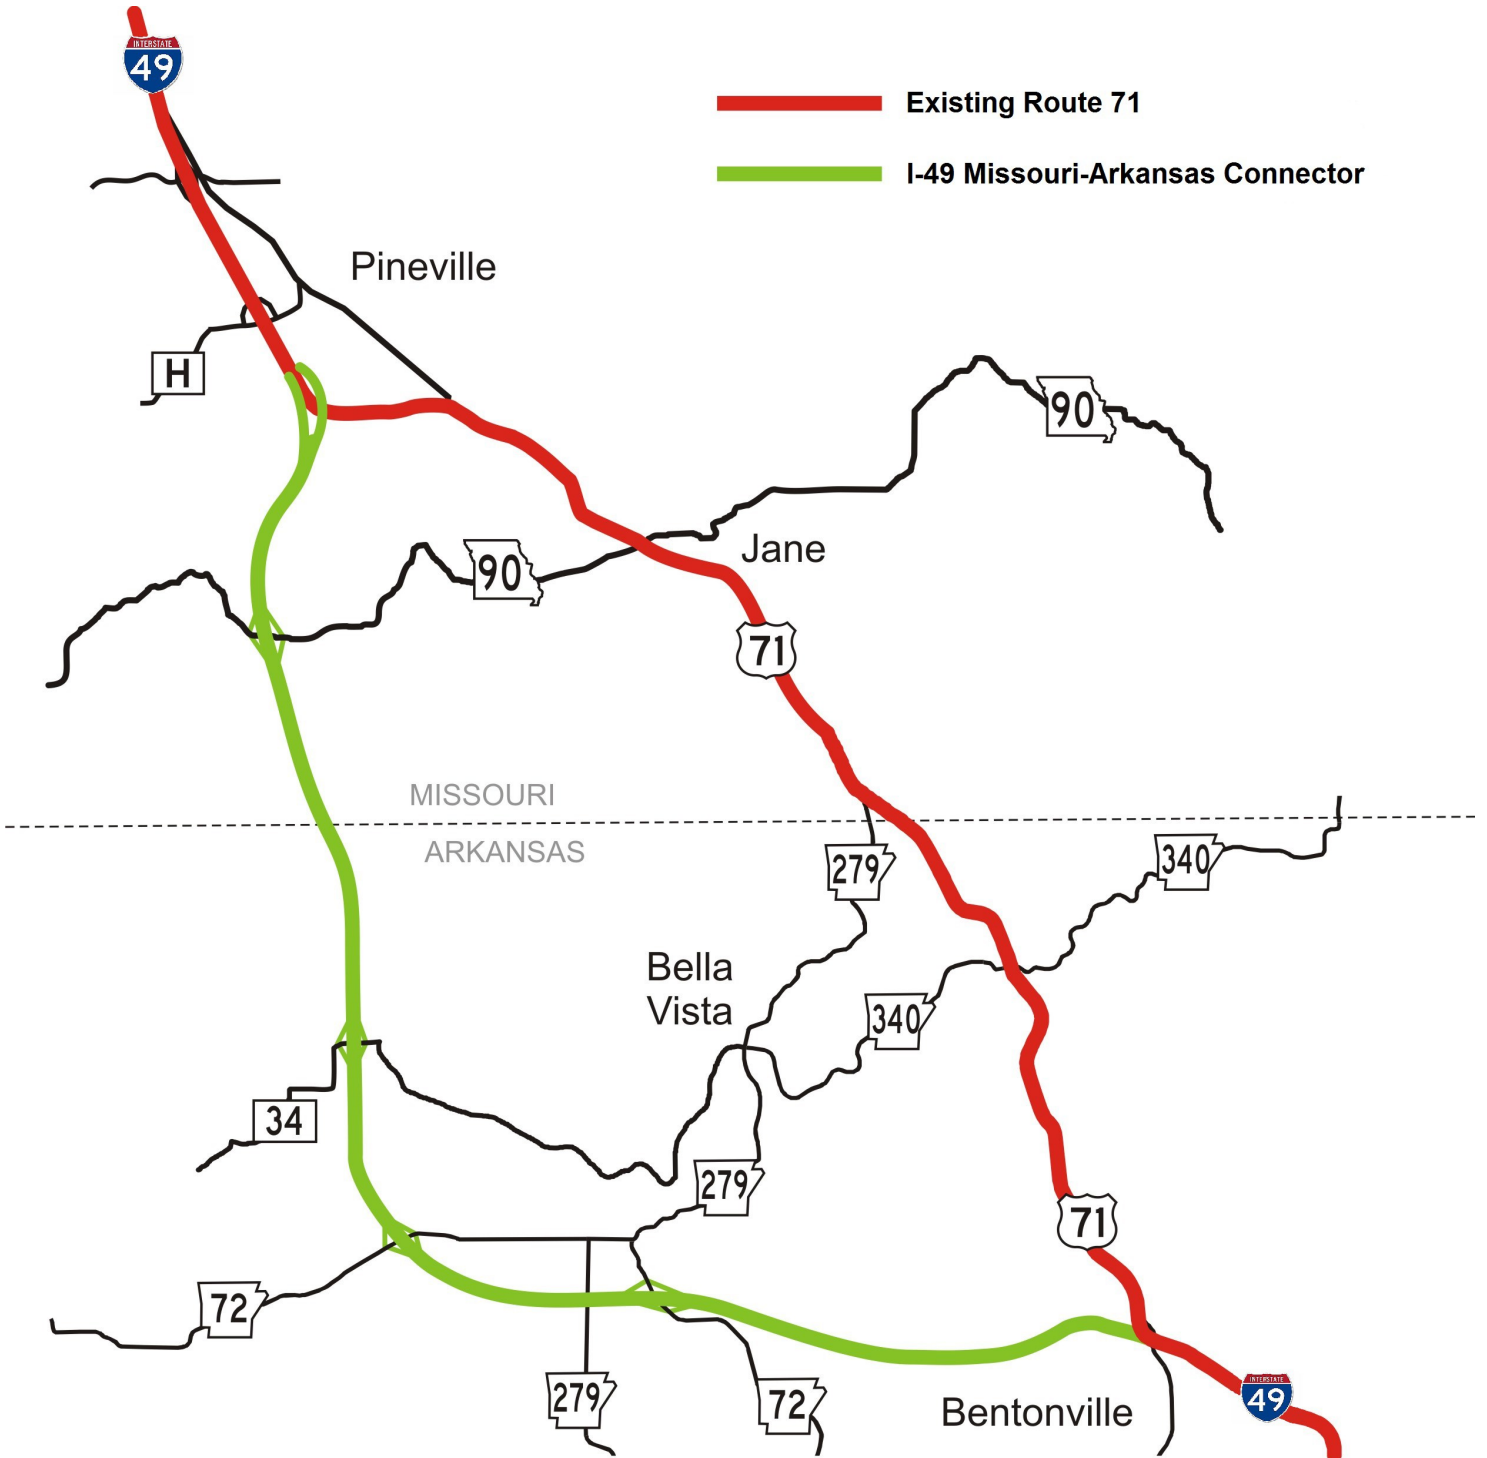 INTERSTATE
49
Existing Route 71
I-49 Missouri-Arkansas Connector
Pineville
H
90
90
Jane
71
MISSOURI
ARKANSAS
279
340
Bella
Vista
340
34
279
71
72
279
72
Bentonville
INTERSTATE
49